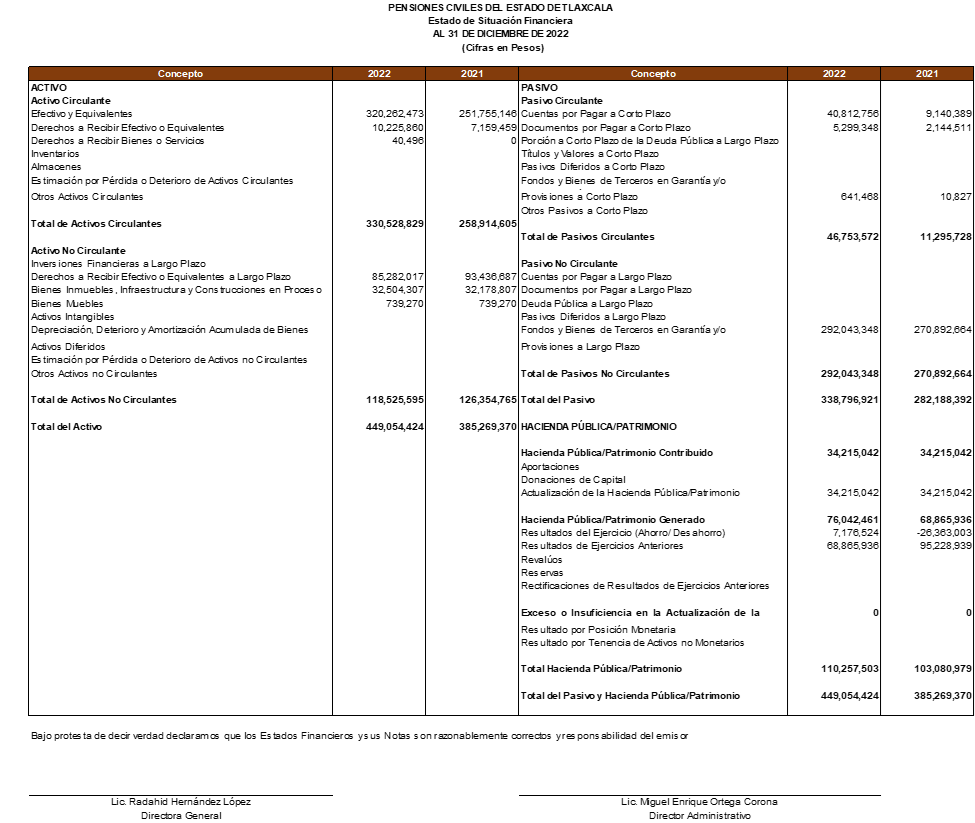 PENSIONES CIVILES DEL ESTADO DE TLAXCALA
Estado de Situación Financiera
AL 31 DE DICIEMBRE DE 2022
(Cifras en Pesos)
Concepto 2022 2021 Concepto 2022 2021
ACTIVO PASIVO
Activo Circulante Pasivo Circulante
Efectivo y Equivalentes 320,262,473 251,755,146 Cuentas por Pagar a Corto Plazo 40,812,756 9,140,389
Derechos a Recibir Efectivo o Equivalentes 10,225,860 7,159,459 Documentos por Pagar a Corto Plazo 5,299,348 2,144,511
Derechos a Recibir Bienes o Servicios 40,496 0 Porción a Corto Plazo de la Deuda Pública a Largo Plazo
Inventarios Títulos y Valores a Corto Plazo
Almacenes Pasivos Diferidos a Corto Plazo
Estimación por Pérdida o Deterioro de Activos Circulantes Fondos y Bienes de Terceros en Garantía y/o
Otros Activos Circulantes Provisiones a Corto Plazo 641,468 10,827
Otros Pasivos a Corto Plazo
Total de Activos Circulantes 330,528,829 258,914,605
Total de Pasivos Circulantes 46,753,572 11,295,728
Activo No Circulante
Inversiones Financieras a Largo Plazo Pasivo No Circulante
Derechos a Recibir Efectivo o Equivalentes a Largo Plazo 85,282,017 93,436,687 Cuentas por Pagar a Largo Plazo
Bienes Inmuebles, Infraestructura y Construcciones en Proceso 32,504,307 32,178,807 Documentos por Pagar a Largo Plazo
Bienes Muebles 739,270 739,270 Deuda Pública a Largo Plazo
Activos Intangibles Pasivos Diferidos a Largo Plazo
Depreciación, Deterioro y Amortización Acumulada de Bienes Fondos y Bienes de Terceros en Garantía y/o 292,043,348 270,892,664
Activos Diferidos Provisiones a Largo Plazo
Estimación por Pérdida o Deterioro de Activos no Circulantes
Otros Activos no Circulantes Total de Pasivos No Circulantes 292,043,348 270,892,664
Total de Activos No Circulantes 118,525,595 126,354,765 Total del Pasivo 338,796,921 282,188,392
Total del Activo 449,054,424 385,269,370 HACIENDA PÚBLICA/PATRIMONIO
Hacienda Pública/Patrimonio Contribuido 34,215,042 34,215,042
Aportaciones
Donaciones de Capital
Actualización de la Hacienda Pública/Patrimonio 34,215,042 34,215,042
Hacienda Pública/Patrimonio Generado 76,042,461 68,865,936
Resultados del Ejercicio (Ahorro/ Desahorro) 7,176,524 -26,363,003
Resultados de Ejercicios Anteriores 68,865,936 95,228,939
Revalúos
Reservas
Rectificaciones de Resultados de Ejercicios Anteriores
Exceso o Insuficiencia en la Actualización de la 0 0
Resultado por Posición Monetaria
Resultado por Tenencia de Activos no Monetarios
Total Hacienda Pública/Patrimonio 110,257,503 103,080,979
Total del Pasivo y Hacienda Pública/Patrimonio 449,054,424 385,269,370
Bajo protesta de decir verdad declaramos que los Estados Financieros y sus Notas son razonablemente correctos y responsabilidad del emisor
Lic. Radahid Hernández López Lic. Miguel Enrique Ortega Corona
Directora General Director Administrativo